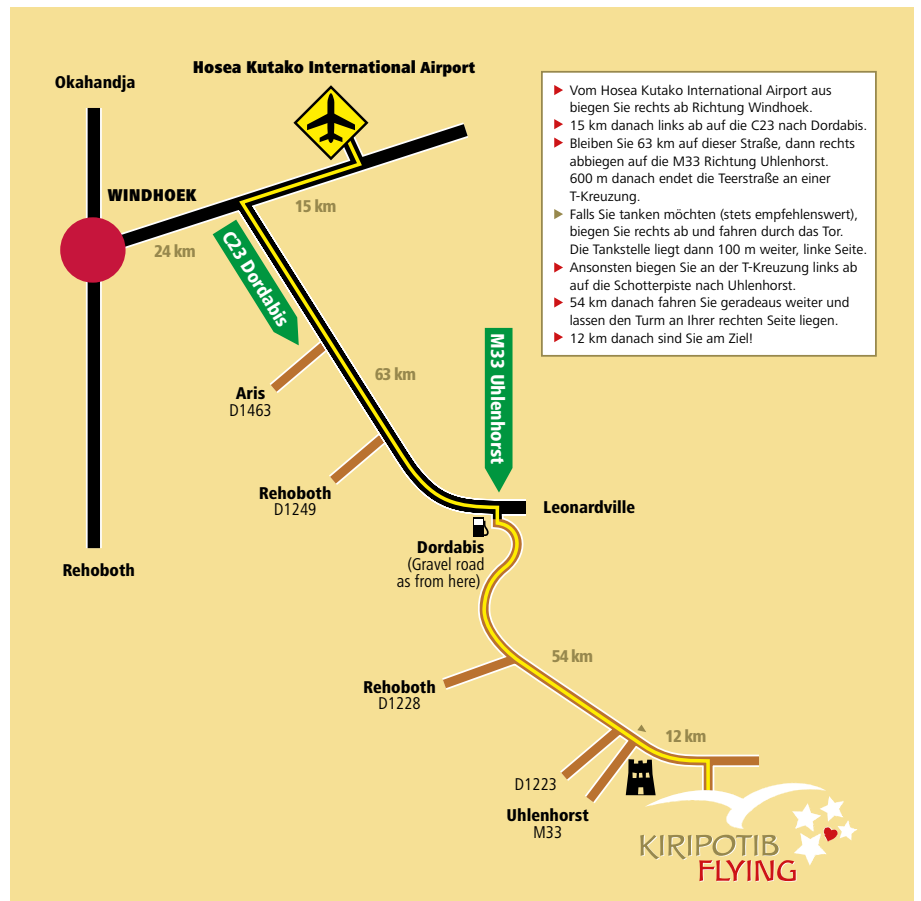 Hosea Kutako International Airport
Okahandja
WINDHOEK
15 km
24 km
C23 Dordabis
63 km
M33 Uhlenhorst
Aris
D1463
Rehoboth
D1249
Leonardville
Rehoboth
Dordabis
(Gravel road
as from here)
54 km
Rehoboth
D1228
12 km
D1223
Uhlenhorst
M33
KIRIPOTIB
FLYING
Vom Hosea Kutako International Airport aus
biegen Sie rechts ab Richtung Windhoek.
15 km danach links ab auf die C23 nach Dordabis.
Bleiben Sie 63 km auf dieser Straße, dann rechts
abbiegen auf die M33 Richtung Uhlenhorst.
600 m danach endet die Teerstraße an einer
T-Kreuzung.
Falls Sie tanken möchten (stets empfehlenswert),
biegen Sie rechts ab und fahren durch das Tor.
Die Tankstelle liegt dann 100 m weiter, linke Seite.
Ansonsten biegen Sie an der T-Kreuzung links ab
auf die Schotterpiste nach Uhlenhorst.
54 km danach fahren Sie geradeaus weiter und
lassen den Turm an Ihrer rechten Seite liegen.
12 km danach sind Sie am Ziel!